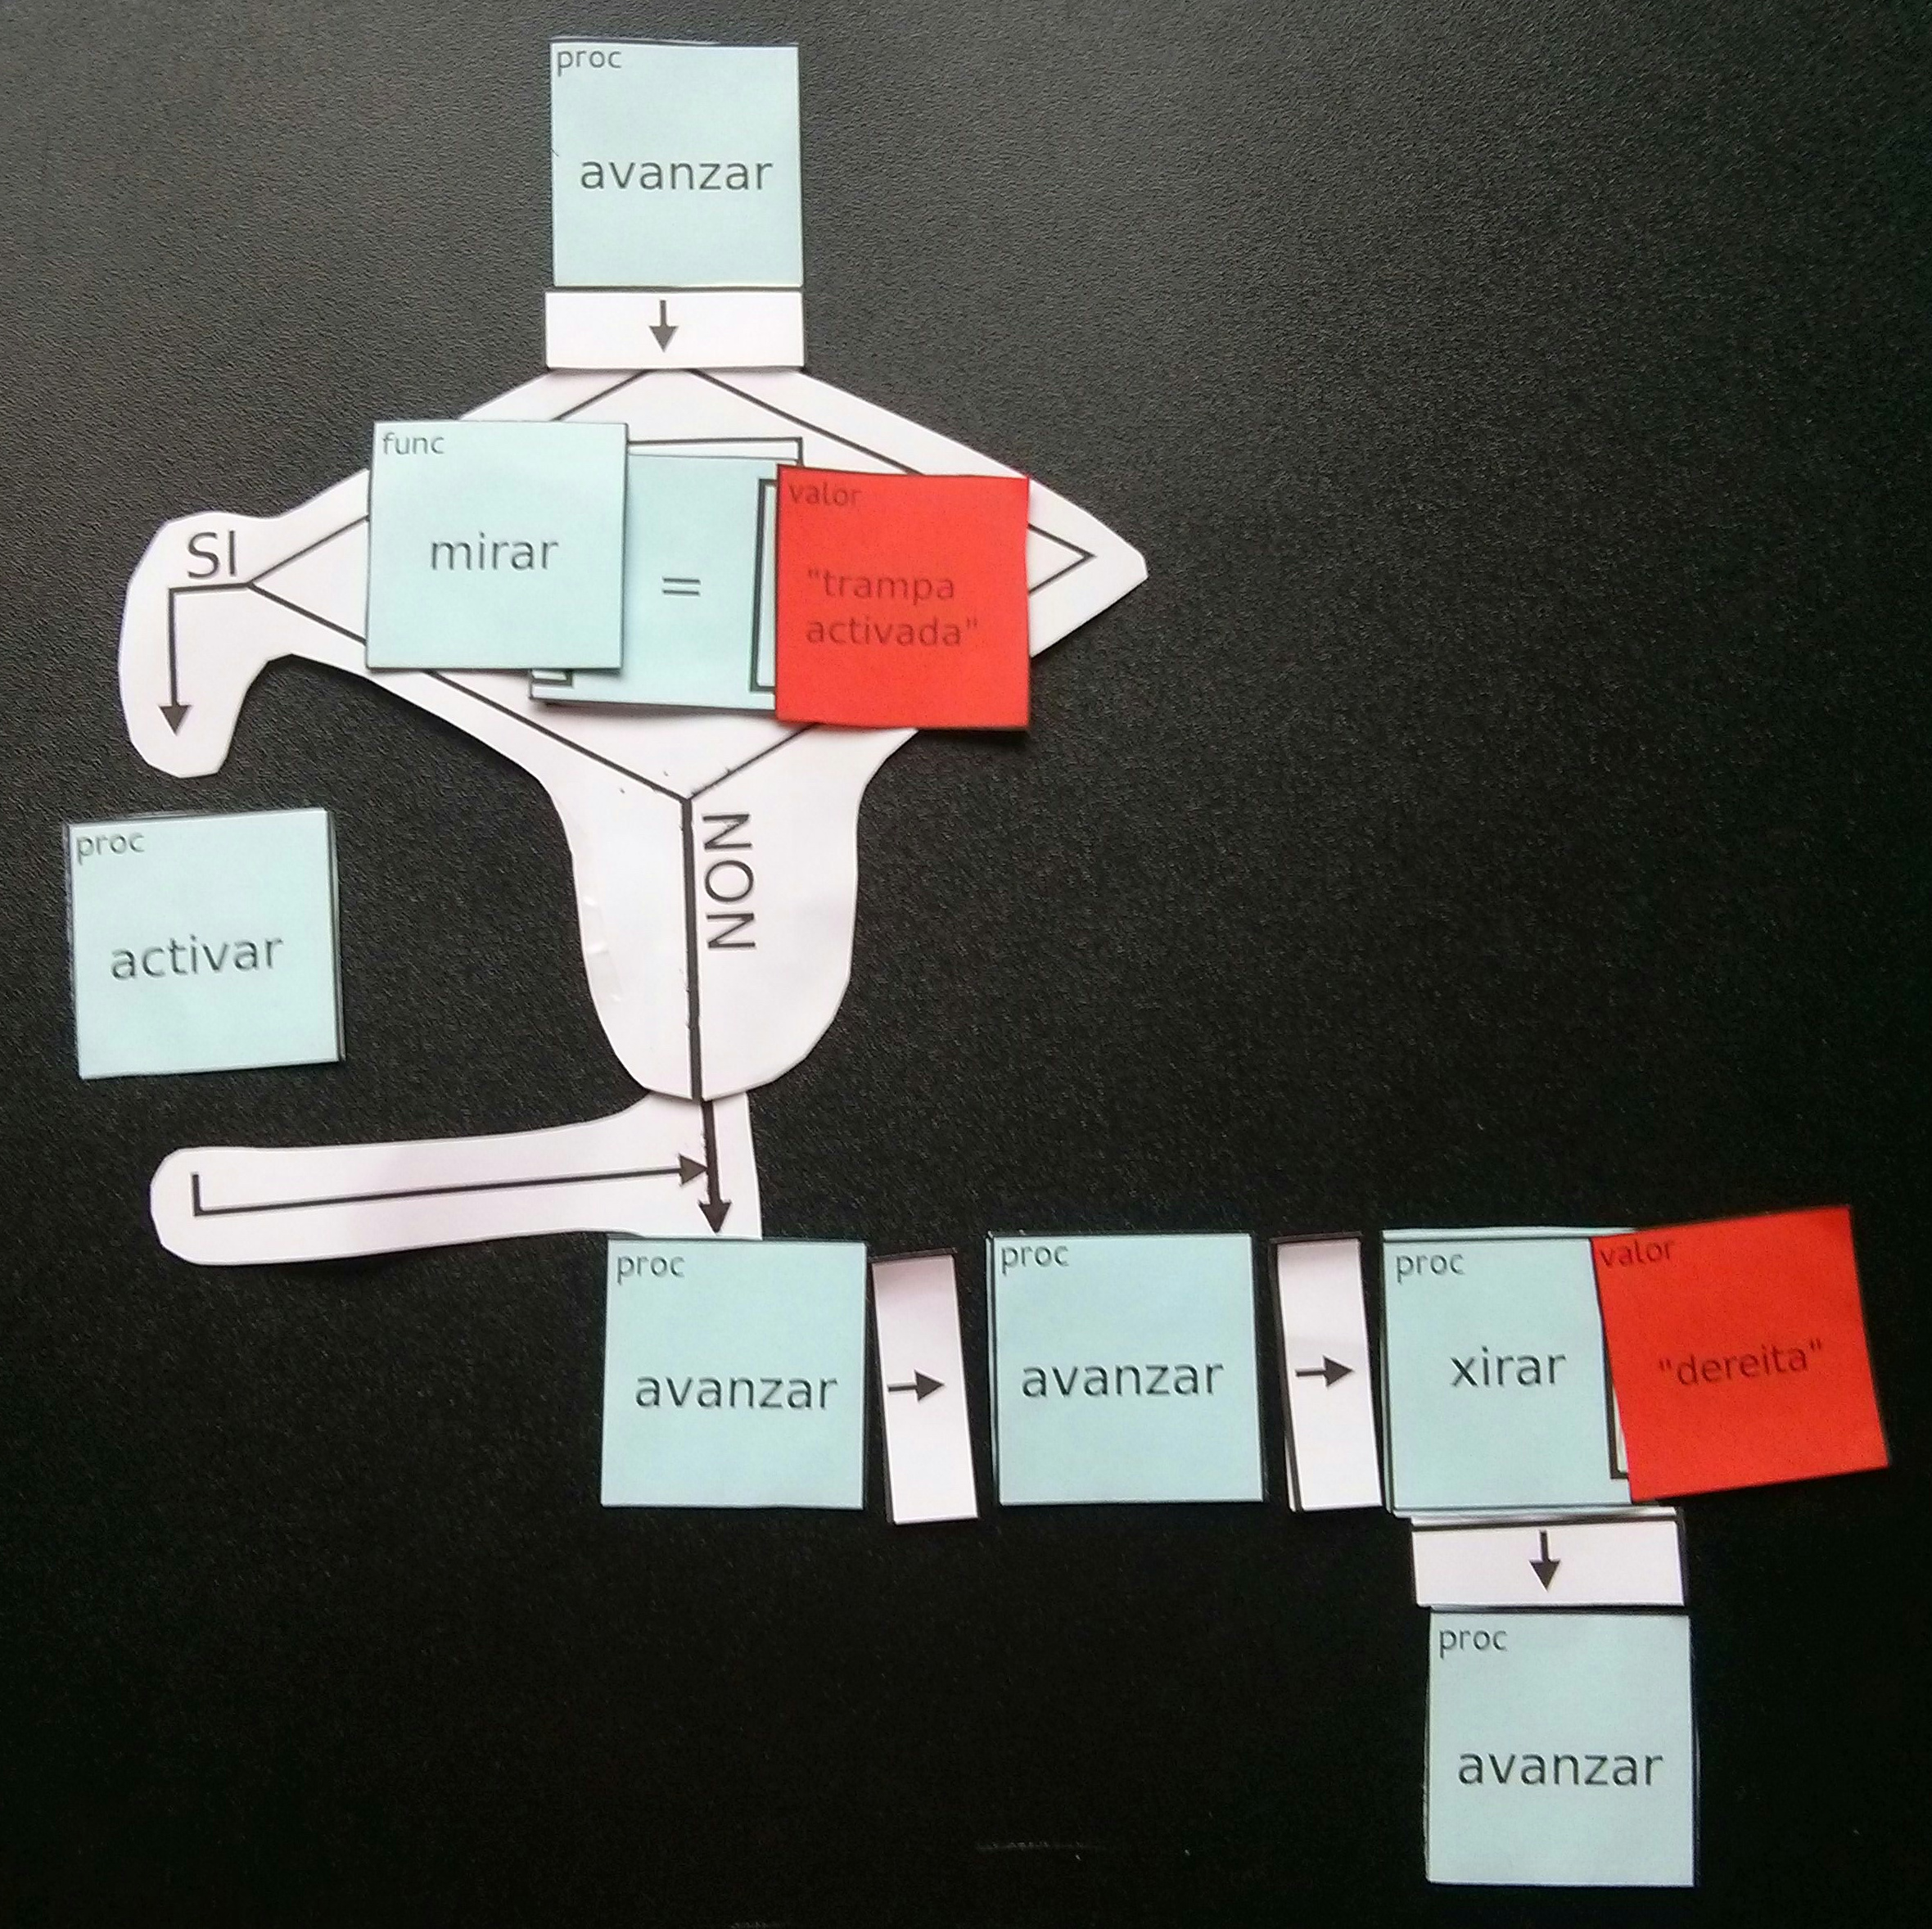 proc
avanzar
func
mirar
=
valor
"trampa
activada"
SI
NON
proc
activar
proc
avanzar
proc
avanzar
proc
xirar
valor
"dereita"
proc
avanzar